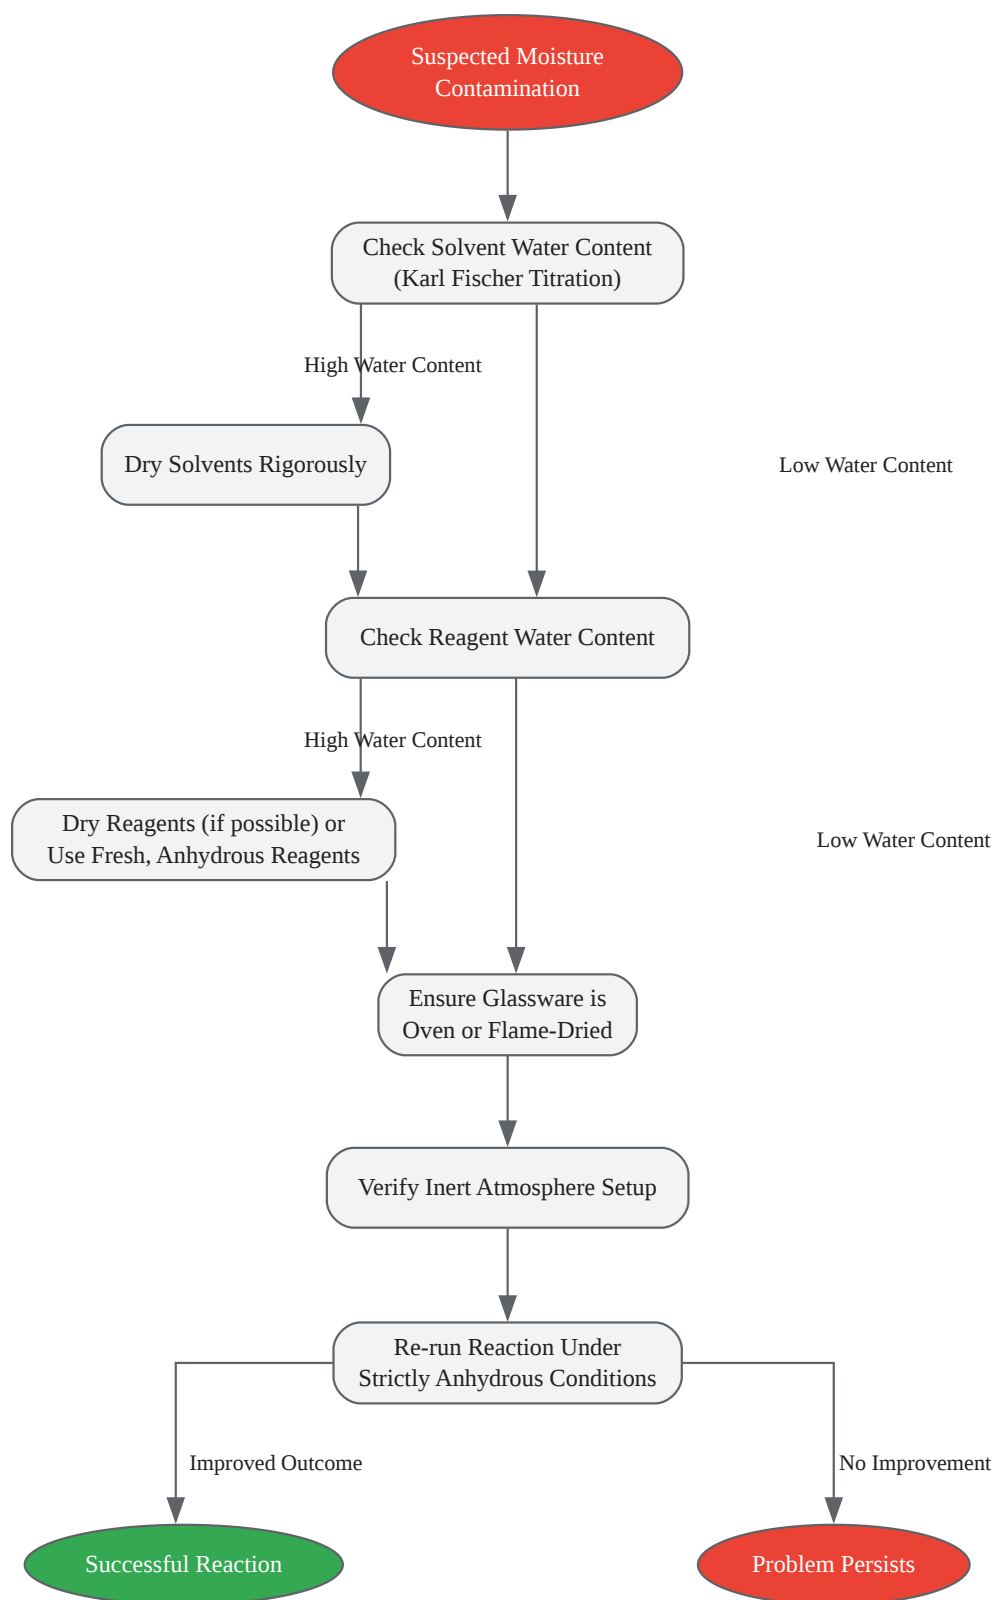 Suspected Moisture
Contamination
Check Solvent Water Content
(Karl Fischer Titration)
High Water Content
Dry Solvents Rigorously
Low Water Content
Check Reagent Water Content
High Water Content
Dry Reagents (if possible) or
Use Fresh, Anhydrous Reagents
Low Water Content
Ensure Glassware is
Oven or Flame-Dried
Verify Inert Atmosphere Setup
Re-run Reaction Under
Strictly Anhydrous Conditions
Improved Outcome
No Improvement
Successful Reaction
Problem Persists